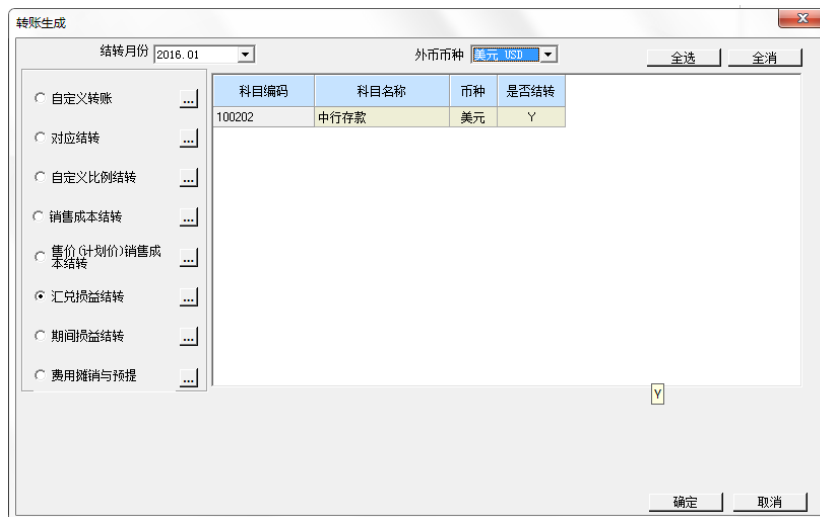 转账生成
结转月份 2016.01 外币币种 美元 USD 全选 全消
自定义转账 ...
对应结转 ...
自定义比例结转 ...
销售成本结转 ...
售价(计划价)销售成
本结转 ...
汇兑损益结转 ...
期间损益结转 ...
费用摊销与预提 ...
科目编码 科目名称 币种 是否结转
100202 中行存款 美元 Y
Y
确定 取消